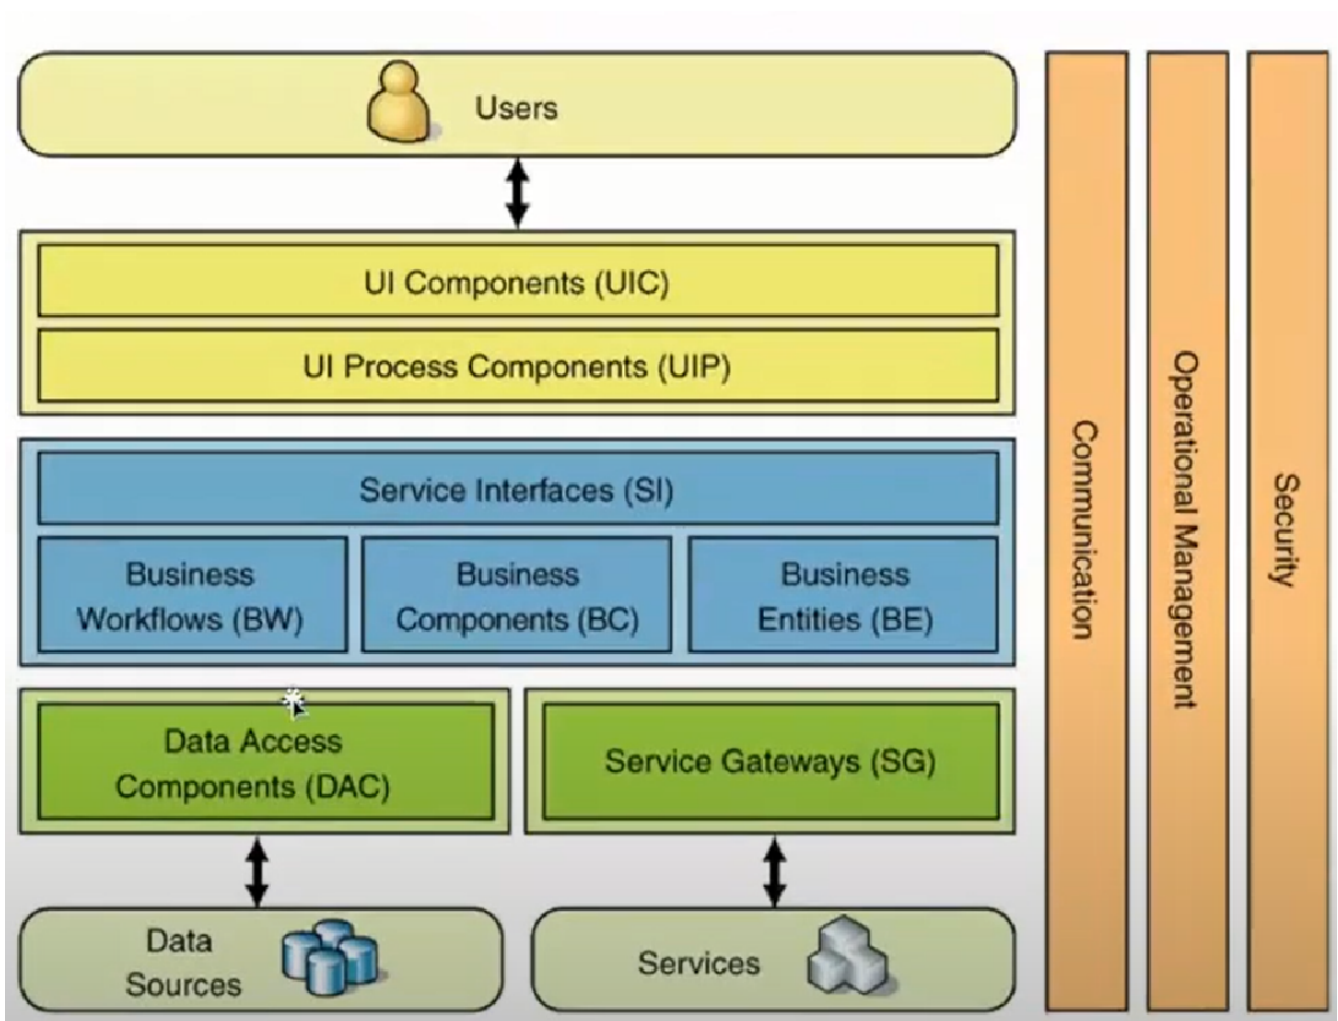 Users
UI Components (UIC)
UI Process Components (UIP)
Service Interfaces (SI)
Business
Workflows (BW)
Business
Components (BC)
Business
Entities (BE)
Data Access
Components (DAC)
Service Gateways (SG)
Data
Sources
Services
Communication
Operational Management
Security